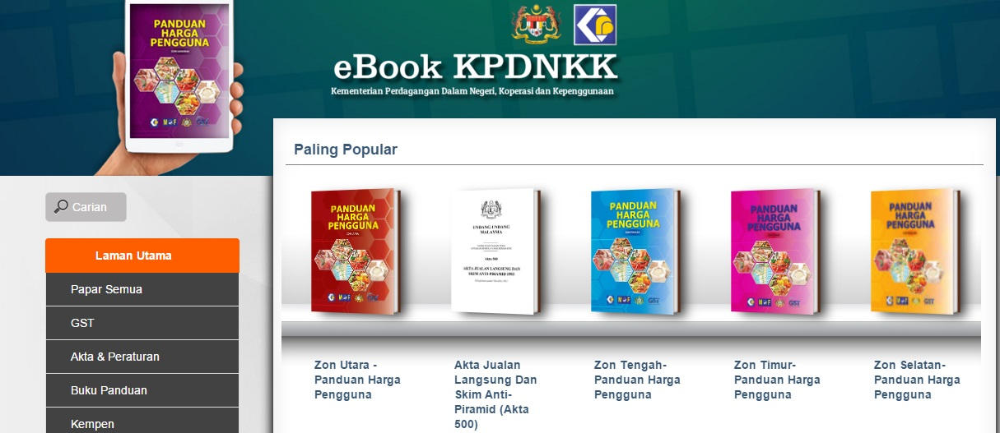 PANDUAN
HARGA
PENGGUNA
eBook KPDNKK
Kementerian Perdagangan Dalam Negeri, Koperasi dan Kepenggunaan
Paling Popular
Carian
Laman Utama
Papar Semua
GST
Akta & Peraturan
Buku Panduan
Kempen
PANDUAN
HARGA
PENGGUNA
UNDANG UNDANG
MALAYSIA
Akta 500
AKTA JUALAN LANGSUNG DAN
SKIM ANTI-PIRAMID 1993
PANDUAN
HARGA
PENGGUNA
PANDUAN
HARGA
PENGGUNA
PANDUAN
HARGA
PENGGUNA
Zon Utara -
Panduan Harga
Pengguna
Akta Jualan
Langsung Dan
Skim Anti-
Piramid (Akta
500)
Zon Tengah-
Panduan Harga
Pengguna
Zon Timur-
Panduan Harga
Pengguna
Zon Selatan-
Panduan Harga
Pengguna